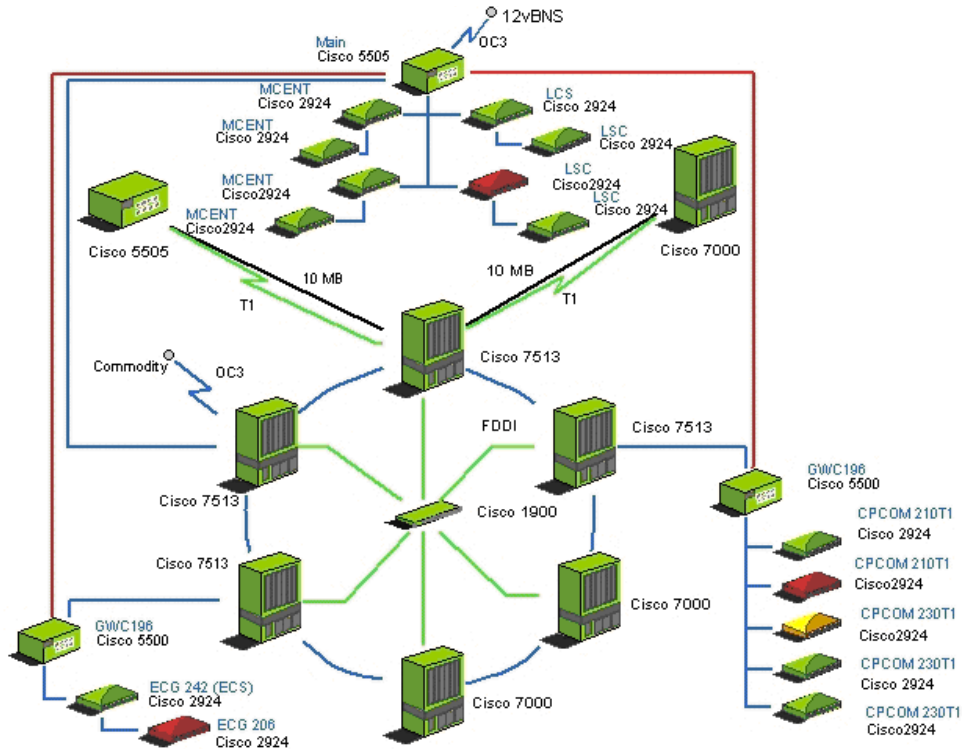 12vBNS
OC3
Main
Cisco 5505
MCENT
Cisco 2924
LCS
Cisco 2924
MCENT
Cisco 2924
LSC
Cisco 2924
MCENT
Cisco2924
LSC
Cisco2924
LSC
Cisco 2924
MCENT
Cisco2924
Cisco 5505
Cisco 7000
10 MB
10 MB
T1
T1
Cisco 7513
Commodity
OC3
FDDI
Cisco 7513
Cisco 7513
GWC196
Cisco 5500
Cisco 1900
CPCOM 210T1
Cisco 2924
Cisco 7513
CPCOM 210T1
Cisco2924
Cisco 7000
CPCOM 230T1
Cisco2924
GWC196
Cisco 5500
CPCOM 230T1
Cisco 2924
ECG 242 (ECS)
Cisco 2924
Cisco 7000
CPCOM 230T1
Cisco2924
ECG 206
Cisco 2924